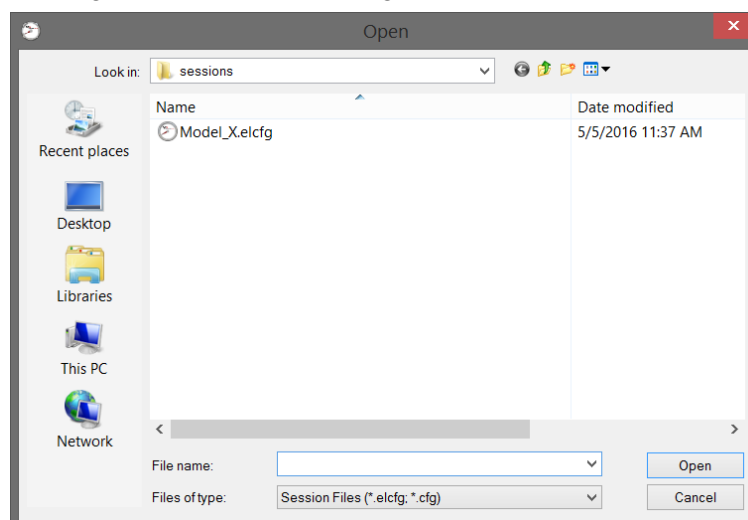 Open
Look in:
sessions
Name
Date modified
Model_X.elcfg
5/5/2016 11:37 AM
Recent places
Desktop
Libraries
This PC
Network
File name:
Open
Files of type:
Session Files (*.elcfg; *.cfg)
Cancel